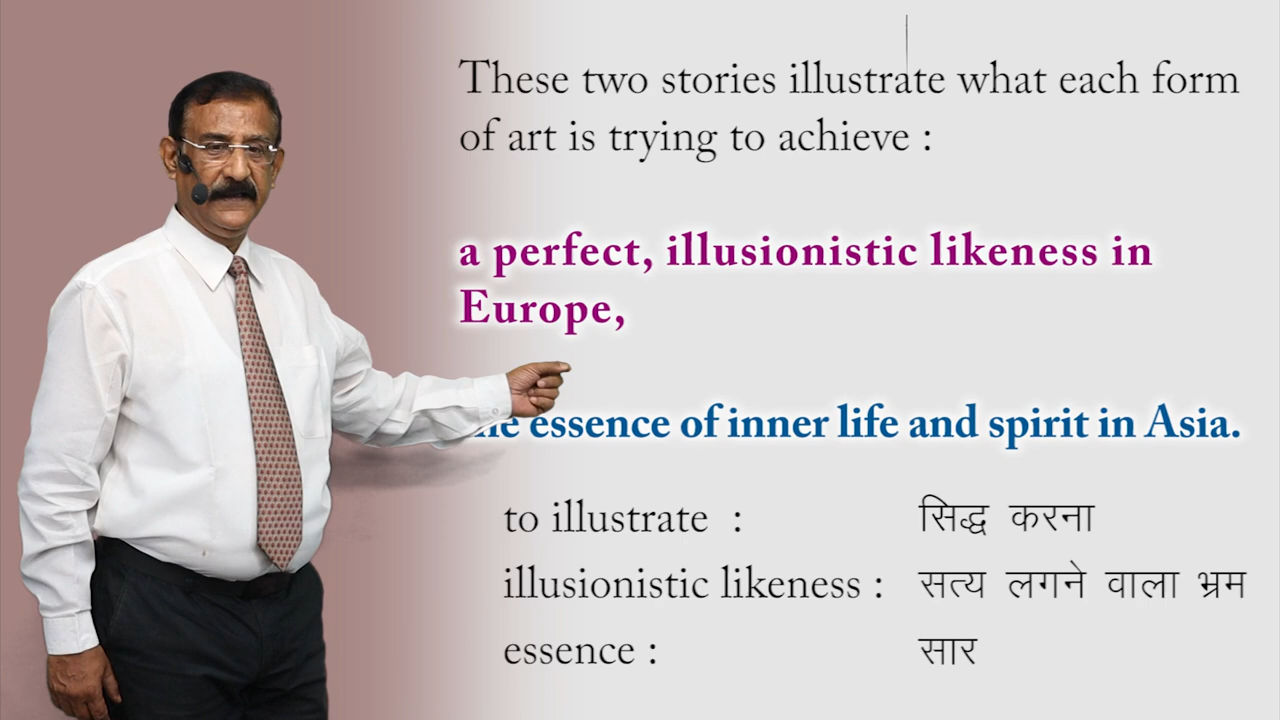 These two stories illustrate what each form
of art is trying to achieve :
a perfect, illusionistic likeness in
Europe,
essence of inner life and spirit in Asia.
to illustrate : सिद्ध करना
illusionistic likeness : सत्य लगने वाला भ्रम
essence : सार